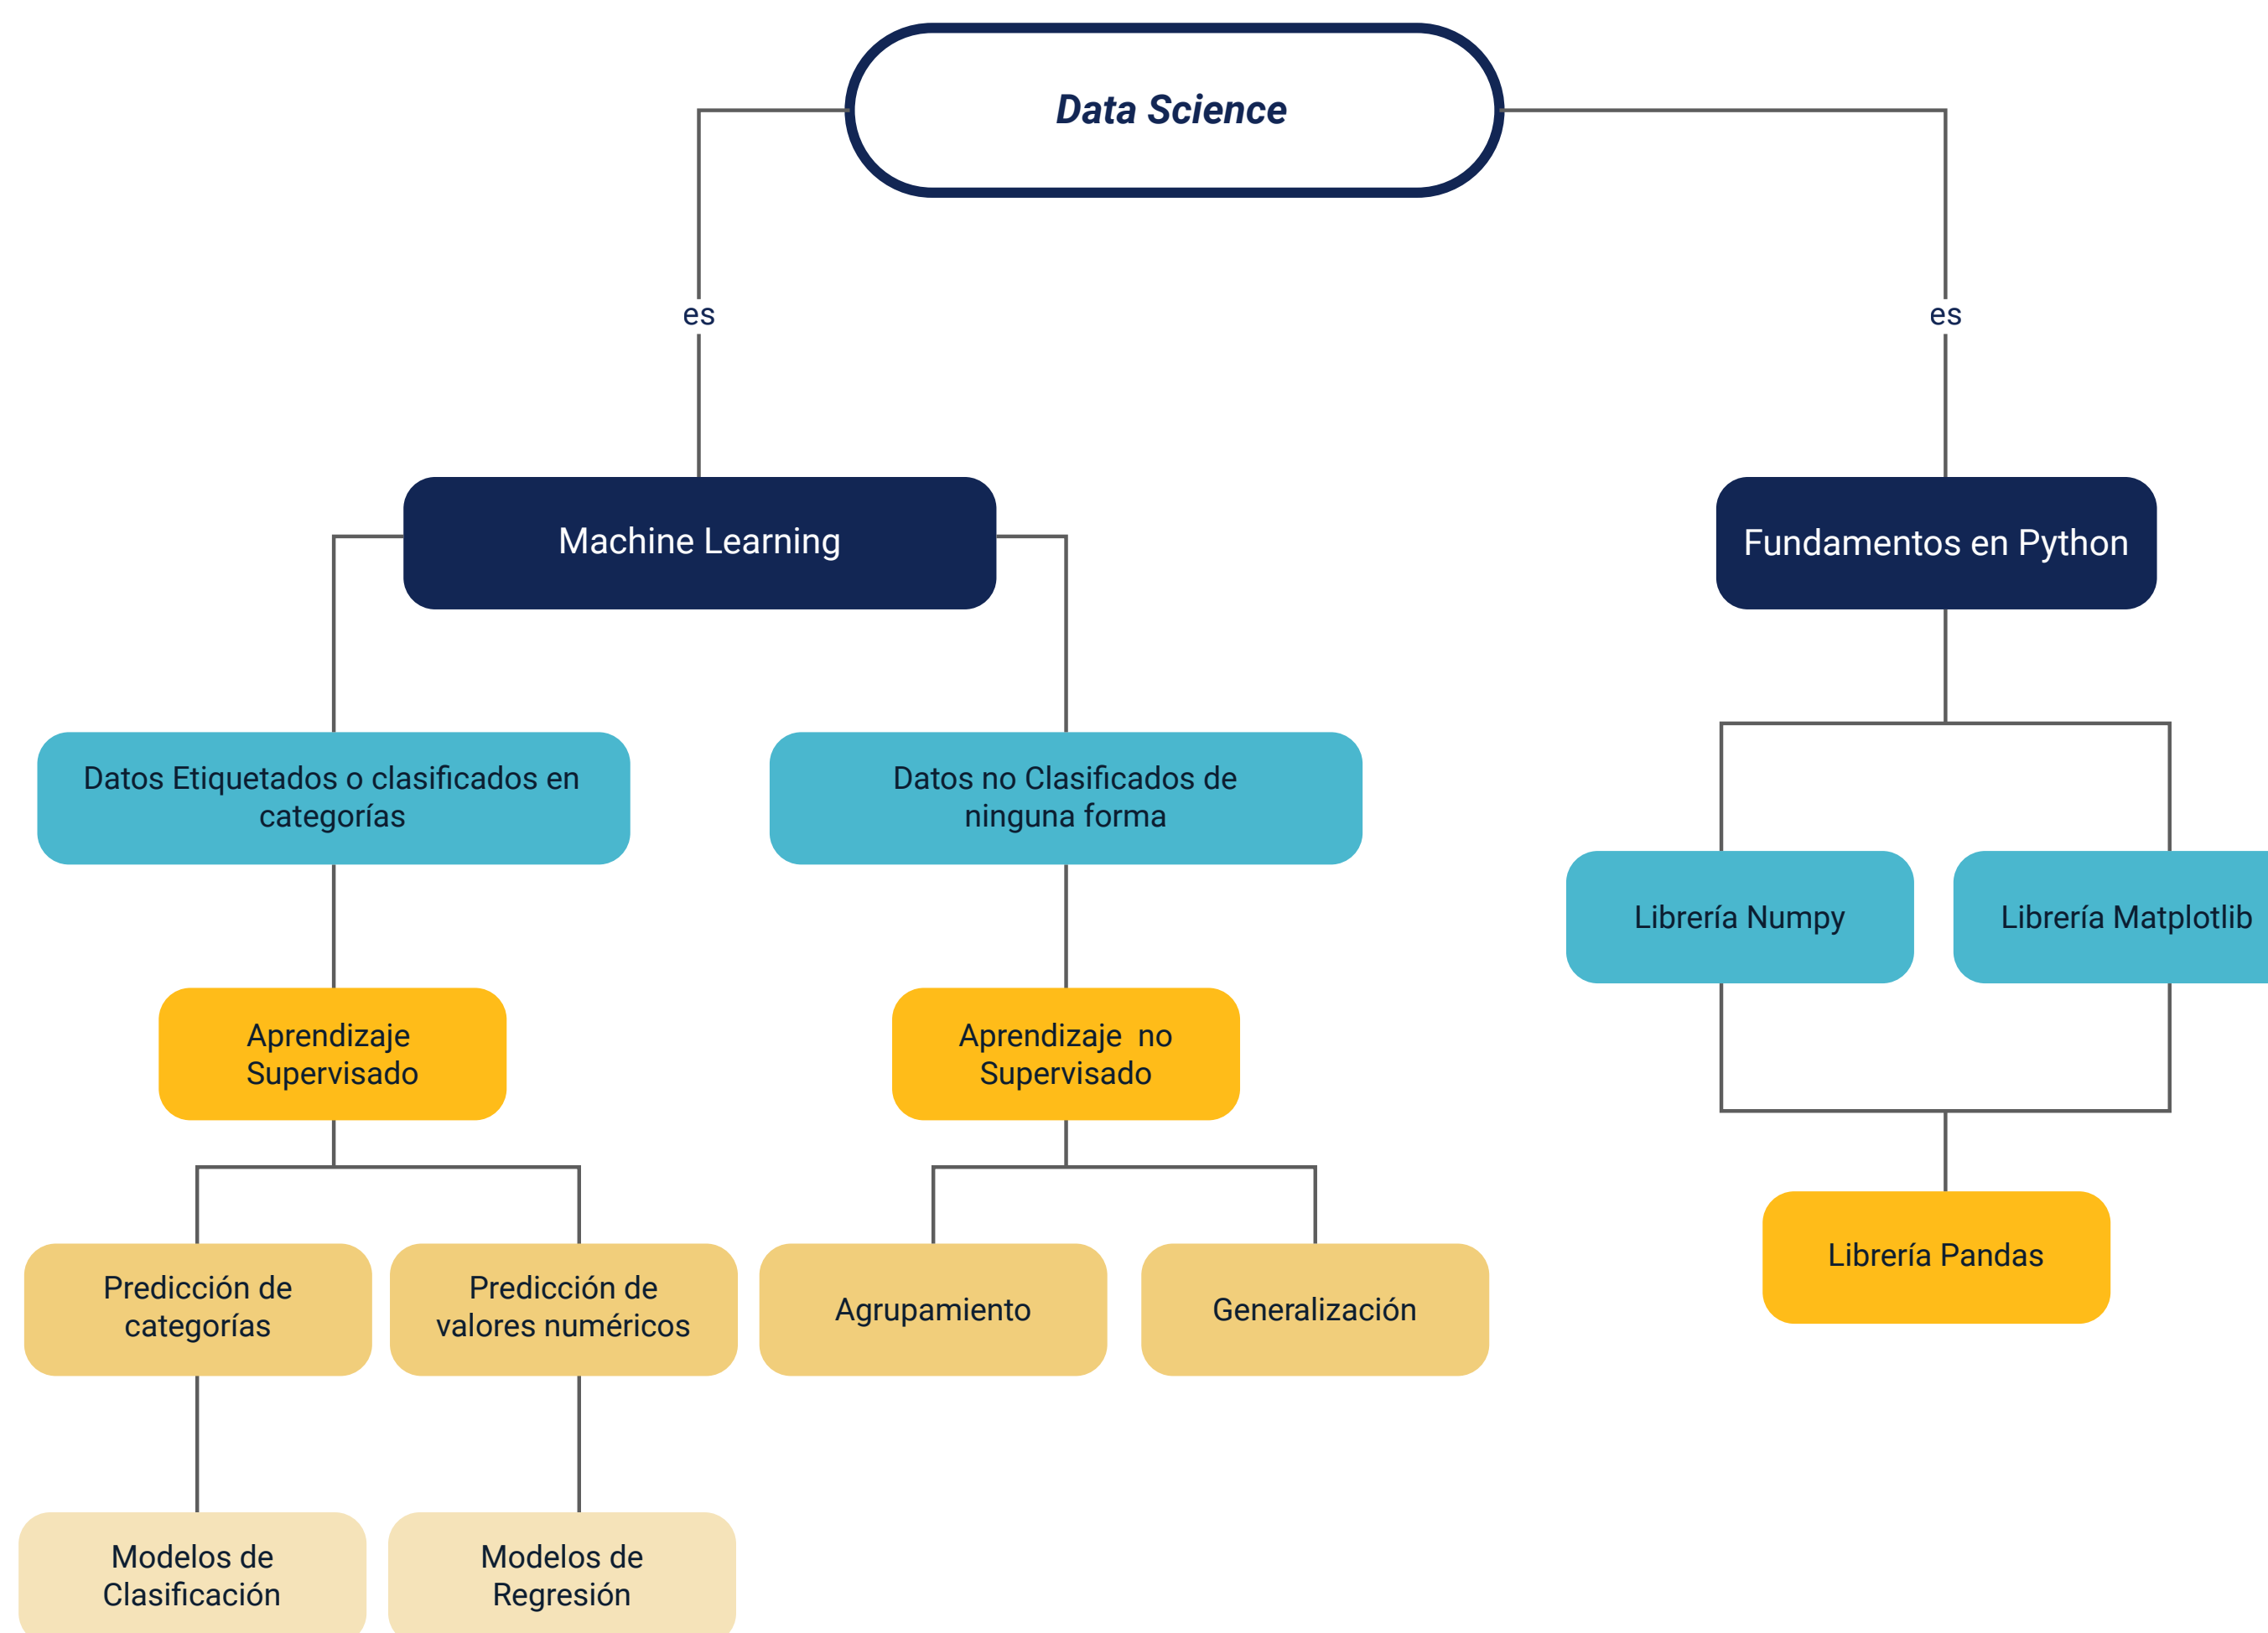 Data Science
es
es
Machine Learning
Fundamentos en Python
Datos Etiquetados o clasificados en
categorías
Datos no Clasificados de
ninguna forma
Librería Numpy
Librería Matplotlib
Aprendizaje
Supervisado
Aprendizaje  no
Supervisado
Librería Pandas
Predicción de
categorías
Predicción de
valores numéricos
Agrupamiento
Generalización
Modelos de
Clasificación
Modelos de
Regresión